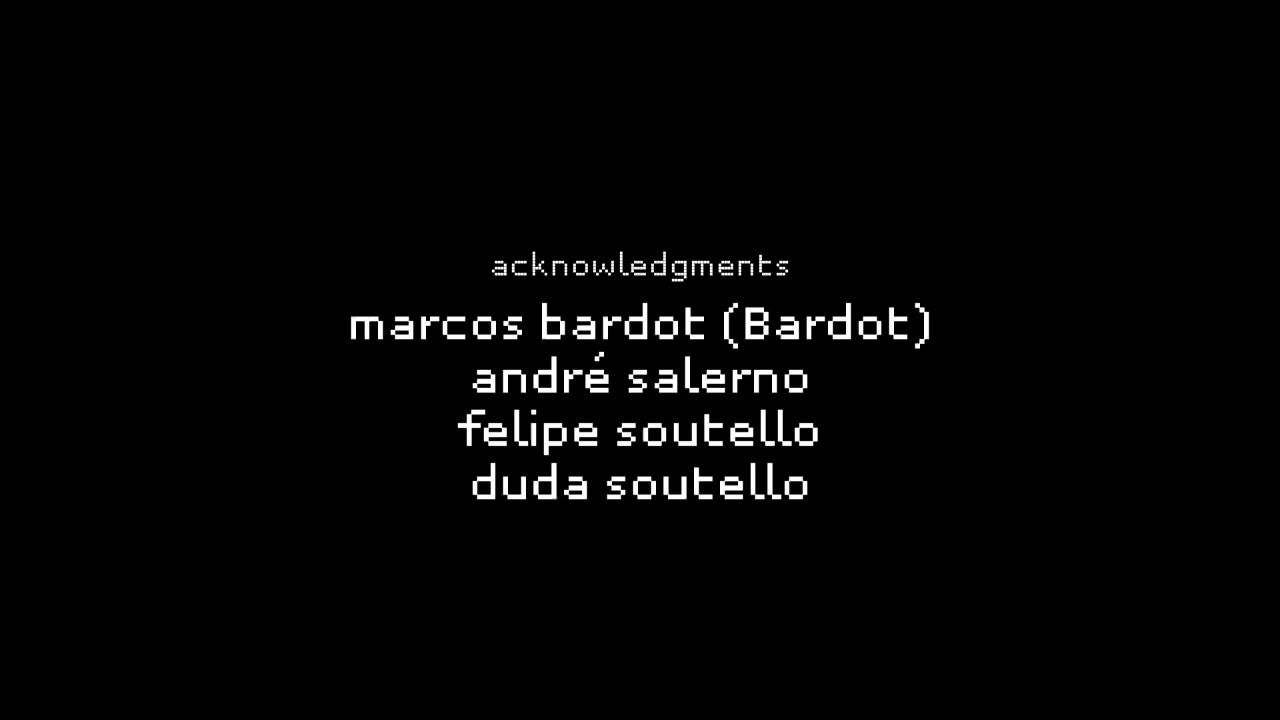 acknowledgments
marcos bardot (Bardot)
andré salerno
felipe soutello
duda soutello